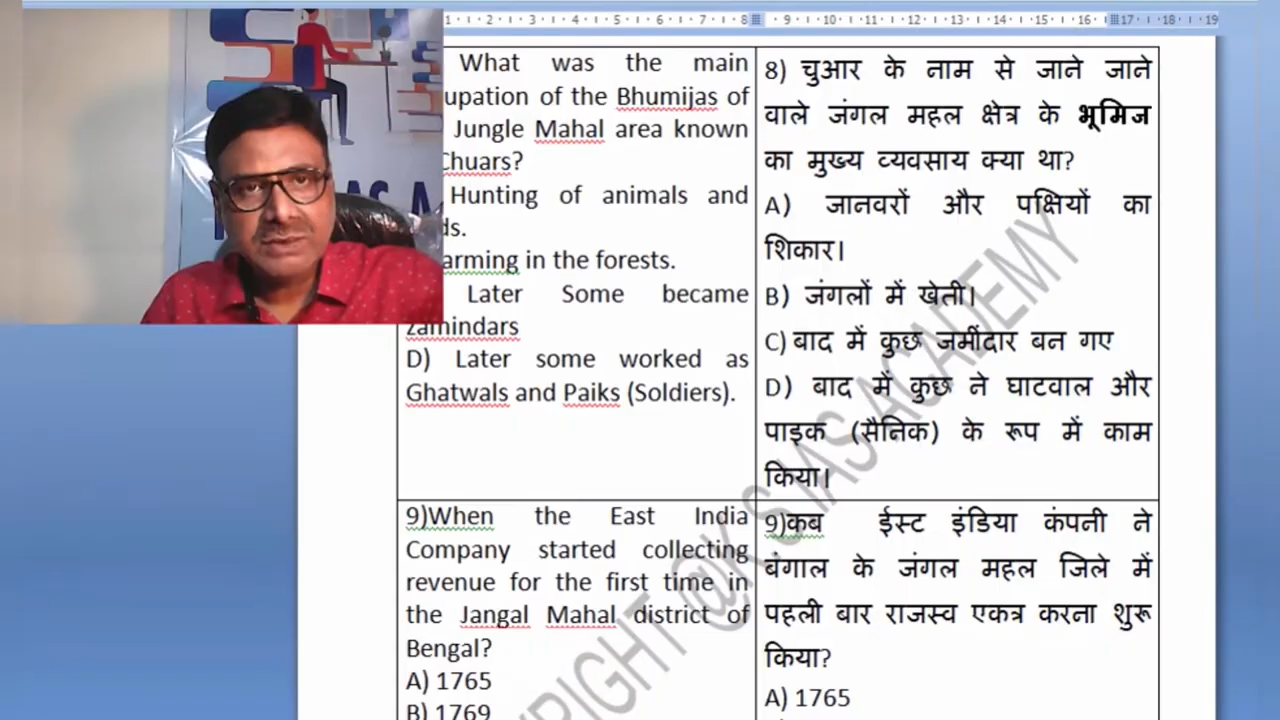 1 2 3 4 5 6 7 8 9 10 11 12 13 14 15 16 17 18 19
What was the main
upation of the Bhumijas of
Jungle Mahal area known
Chuars?
Hunting of animals and
ds.
arming in the forests.
Later Some became
zamindars
D) Later some worked as
Ghatwals and Paiks (Soldiers).
8) चुआर के नाम से जाने जाने
वाले जंगल महल क्षेत्र के भूमिज
का मुख्य व्यवसाय क्या था?
A) जानवरों और पक्षियों का
शिकार।
B) जंगलों में खेती।
C) बाद में कुछ जमींदार बन गए
D) बाद में कुछ ने घाटवाल और
पाइक (सैनिक) के रूप में काम
किया।
9)When the East India
Company started collecting
revenue for the first time in
the Jangal Mahal district of
Bengal?
A) 1765
B) 1769
9)कब ईस्ट इंडिया कंपनी ने
बंगाल के जंगल महल जिले में
पहली बार राजस्व एकत्र करना शुरू
किया?
A) 1765
PYRIGHT @K.S IAS ACADEMY